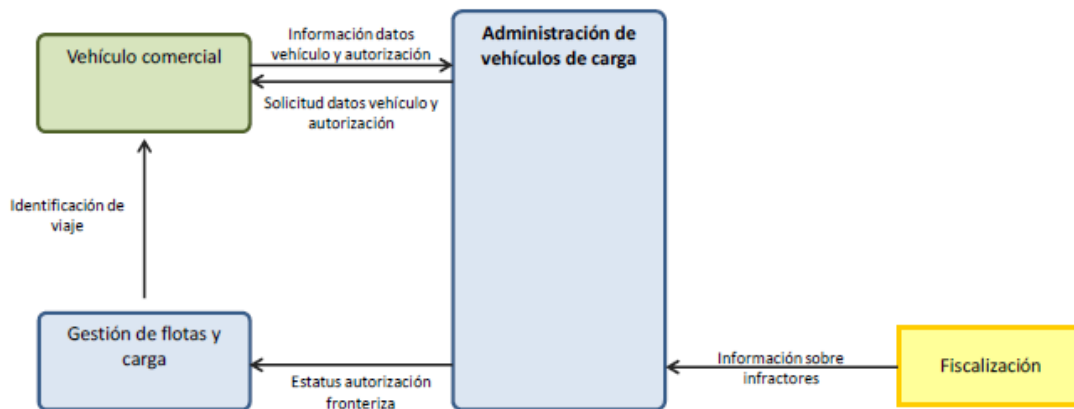 Vehículo comercial
Información datos
vehículo y autorización
Solicitud datos vehículo y
autorización
Administración de
vehículos de carga
Identificación de
viaje
Gestión de flotas y
carga
Estatus autorización
fronteriza
Información sobre
infractores
Fiscalización